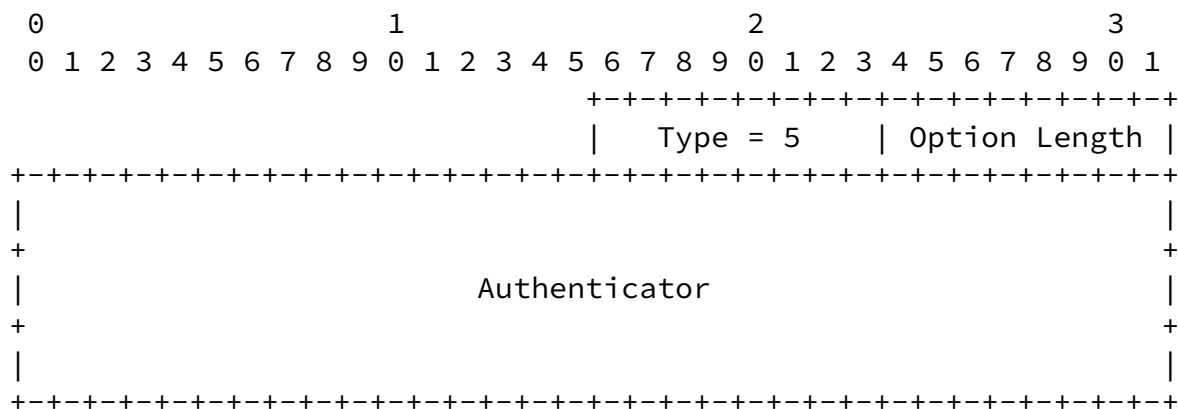 0                   1                   2                   3
0 1 2 3 4 5 6 7 8 9 0 1 2 3 4 5 6 7 8 9 0 1 2 3 4 5 6 7 8 9 0 1
                               +-+-+-+-+-+-+-+-+-+-+-+-+-+-+-+-+
                               |   Type = 5    | Option Length |
+-+-+-+-+-+-+-+-+-+-+-+-+-+-+-+-+-+-+-+-+-+-+-+-+-+-+-+-+-+-+-+-+
|                                                               |
+                                                               +
|                         Authenticator                         |
+                                                               +
|                                                               |
+-+-+-+-+-+-+-+-+-+-+-+-+-+-+-+-+-+-+-+-+-+-+-+-+-+-+-+-+-+-+-+-+